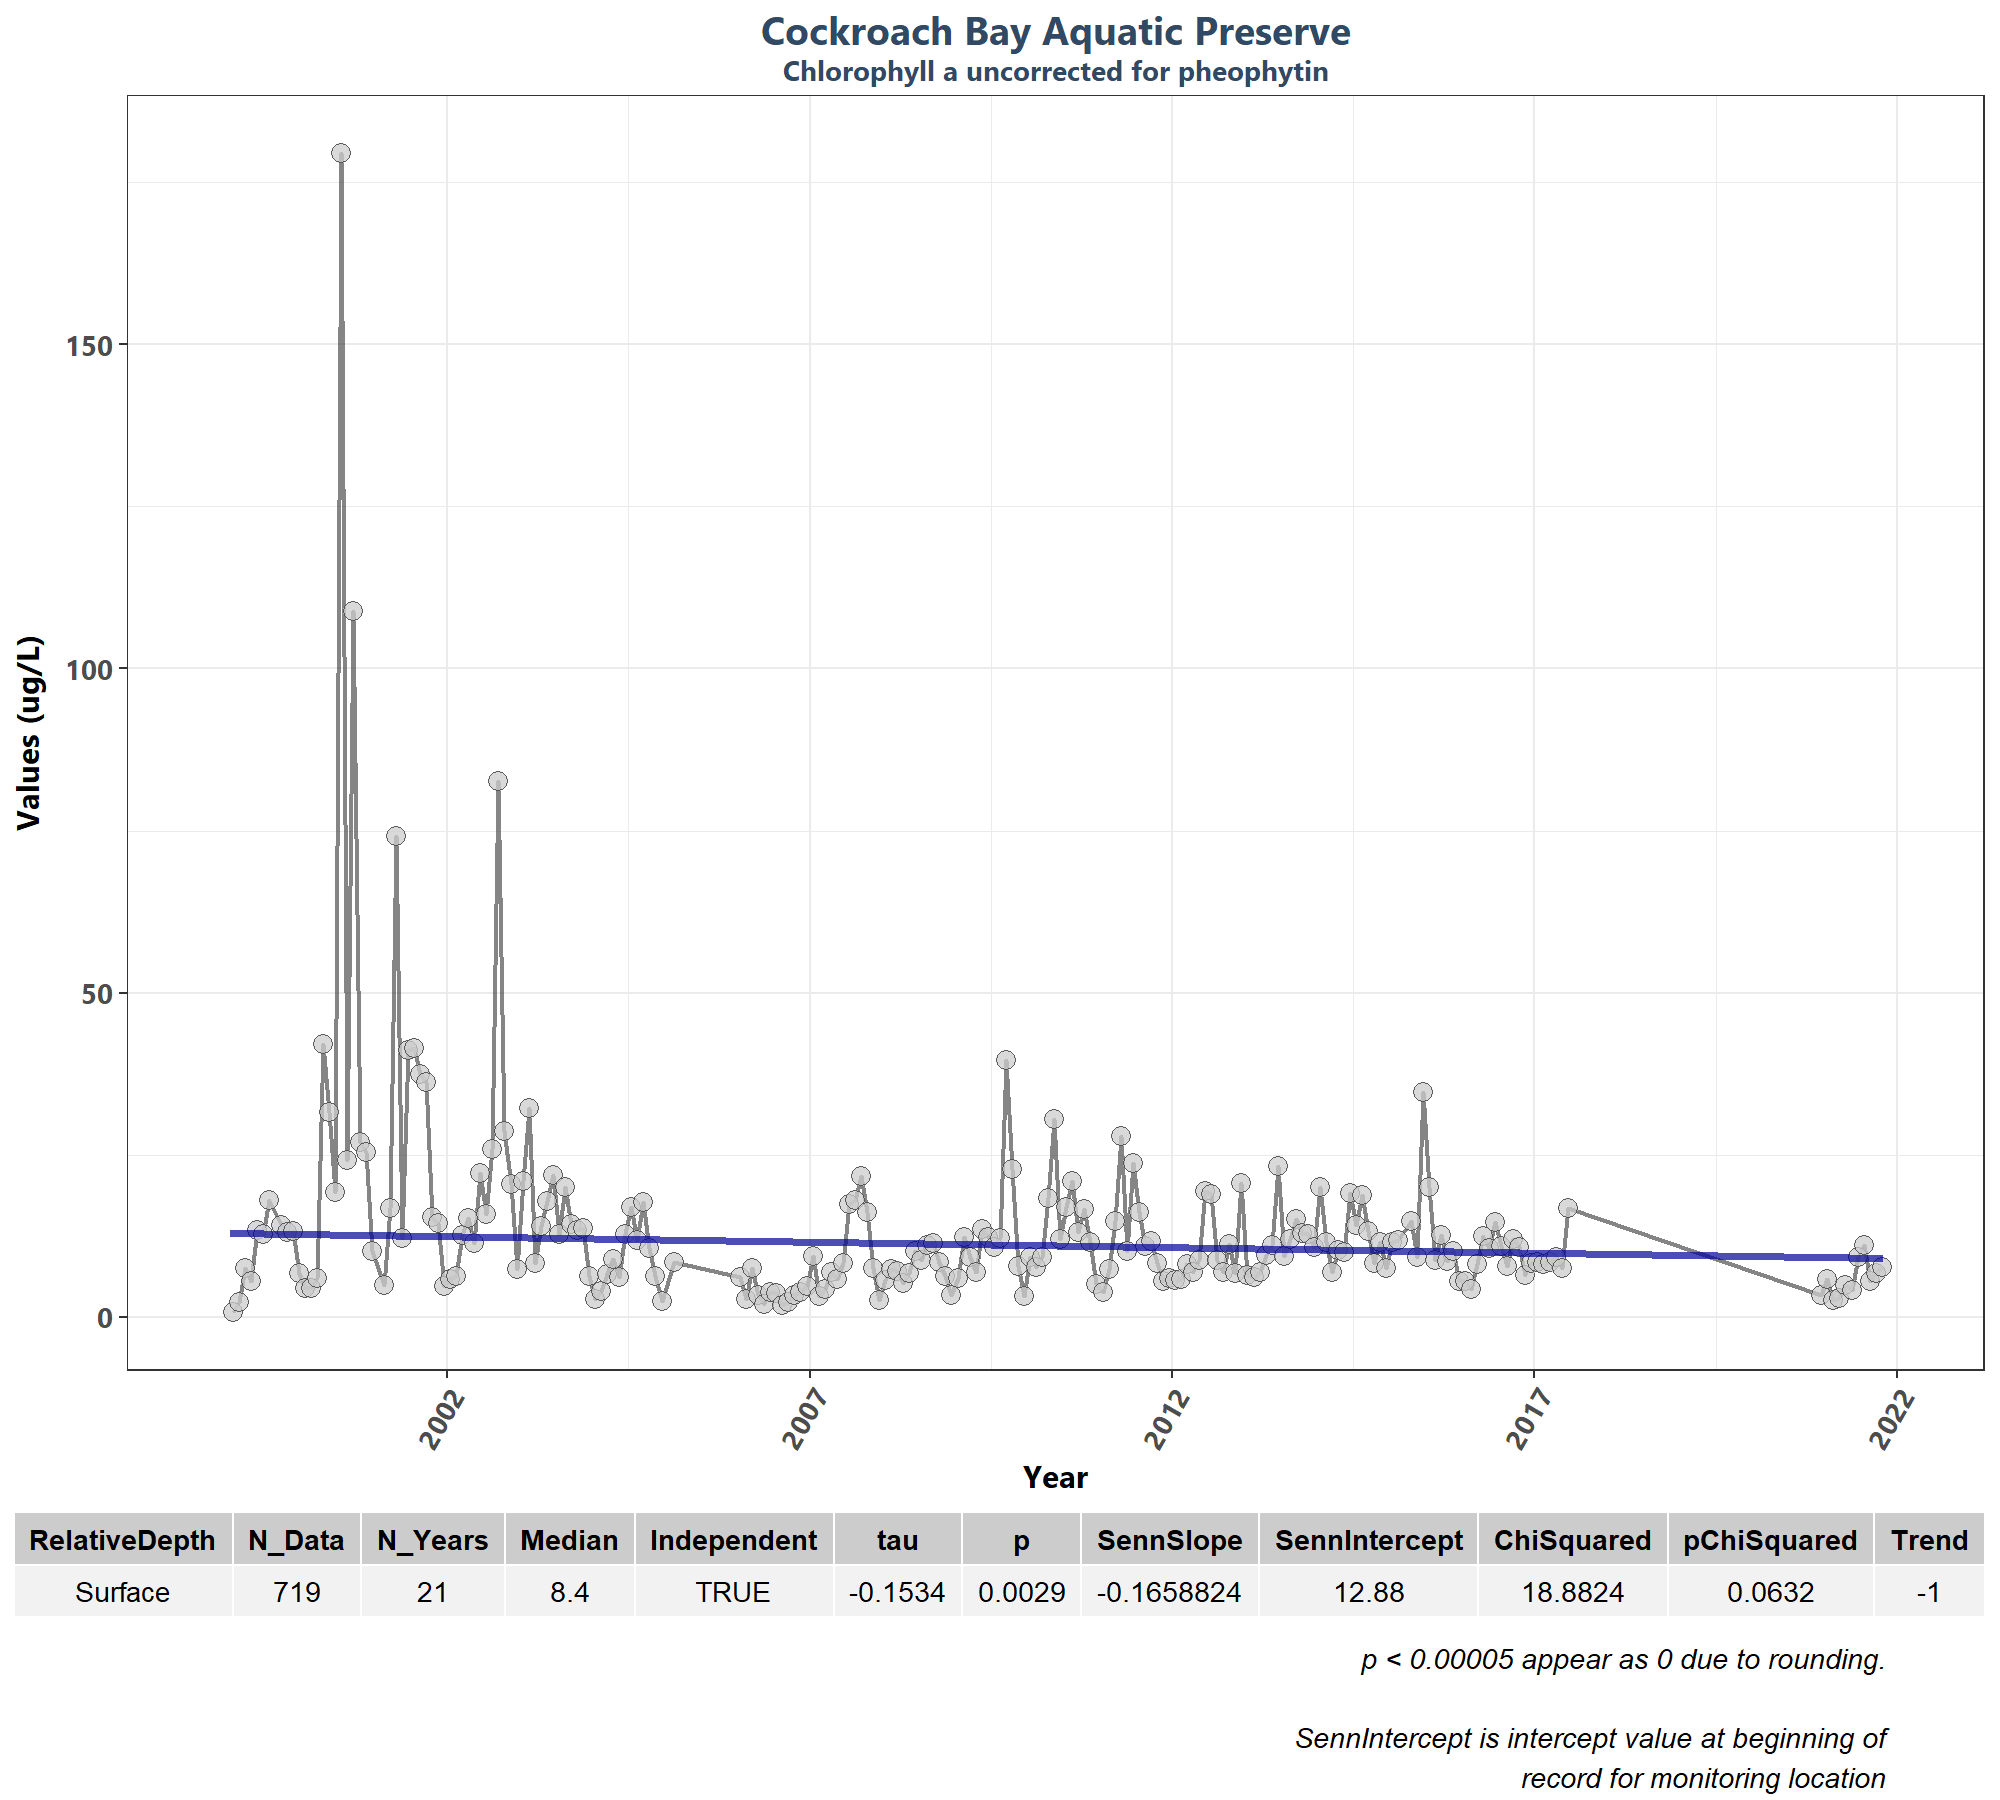 Cockroach Bay Aquatic Preserve
Chlorophyll a uncorrected for pheophytin
Values (ug/L)
150
100
50
0
2002
2007
2012
2017
2022
Year
RelativeDepth N_Data N_Years Median Independent tau p SennSlope SennIntercept ChiSquared pChiSquared Trend
Surface 719 21 8.4 TRUE -0.1534 0.0029 -0.1658824 12.88 18.8824 0.0632 -1
p < 0.00005 appear as 0 due to rounding.
SennIntercept is intercept value at beginning of
record for monitoring location